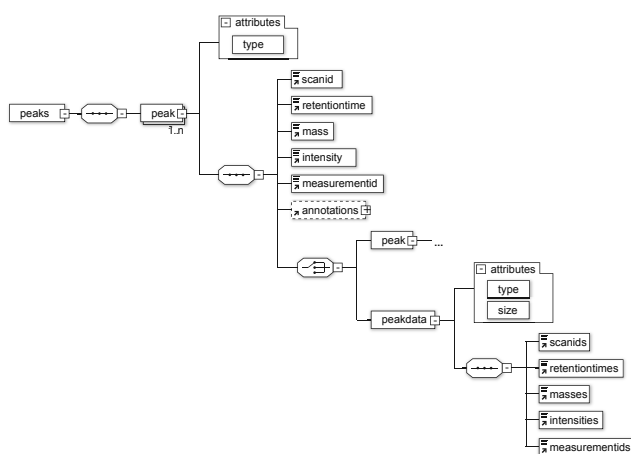 attributes
type
scanid
retentiontime
peaks
peak
1..n
mass
intensity
measurementid
annotations
peak
...
attributes
type
size
peakdata
scanids
retentiontimes
masses
intensities
measurementids